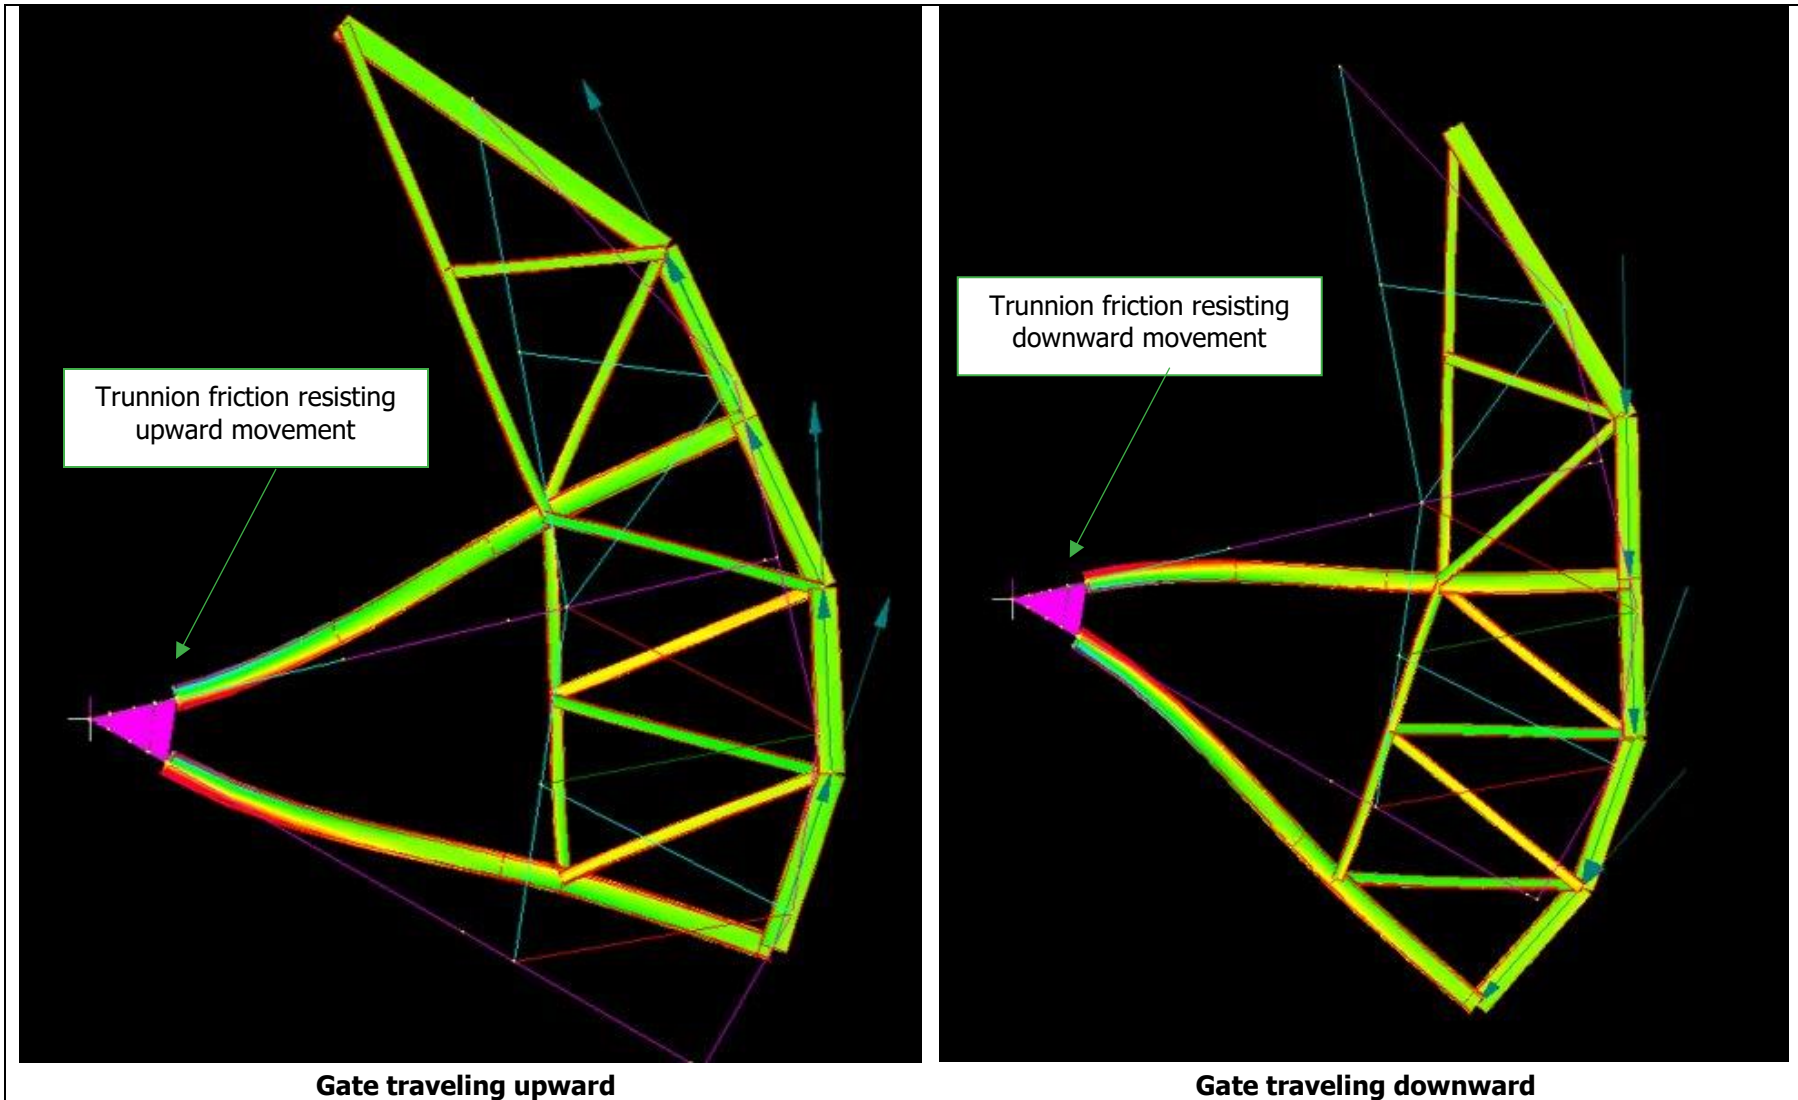 Trunnion friction resisting
upward movement
Trunnion friction resisting
downward movement
Gate traveling upward
Gate traveling downward